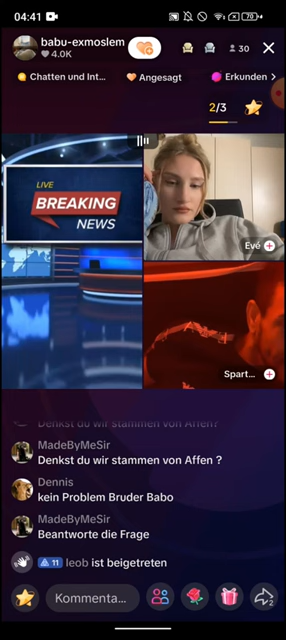 04:41
70
babu-exmoslem
4.0K
30
Chatten und Int...
Angesagt
Erkunden
2/3
LIVE
BREAKING
NEWS
Evé
Spart...
Denkst du wir stammen von Affen?
MadeByMeSir
Denkst du wir stammen von Affen ?
Dennis
kein Problem Bruder Babo
MadeByMeSir
Beantworte die Frage
11 leob ist beigetreten
Kommenta...
2